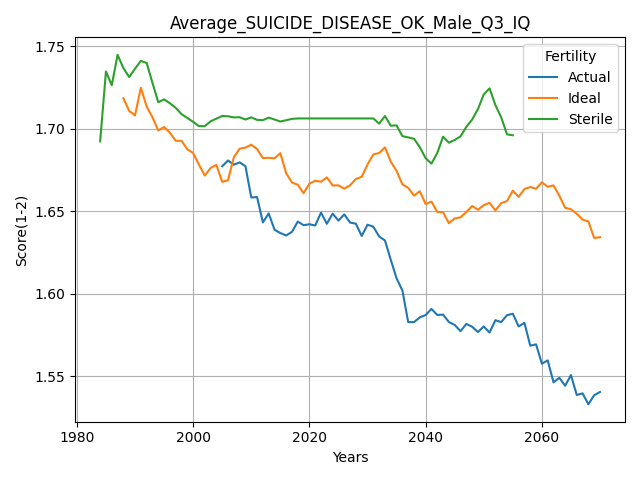 Average_SUICIDE_DISEASE_OK_Male_Q3_IQ
Fertility
Actual
Ideal
Sterile
Score(1-2)
1.75
1.70
1.65
1.60
1.55
1980
2000
2020
2040
2060
Years